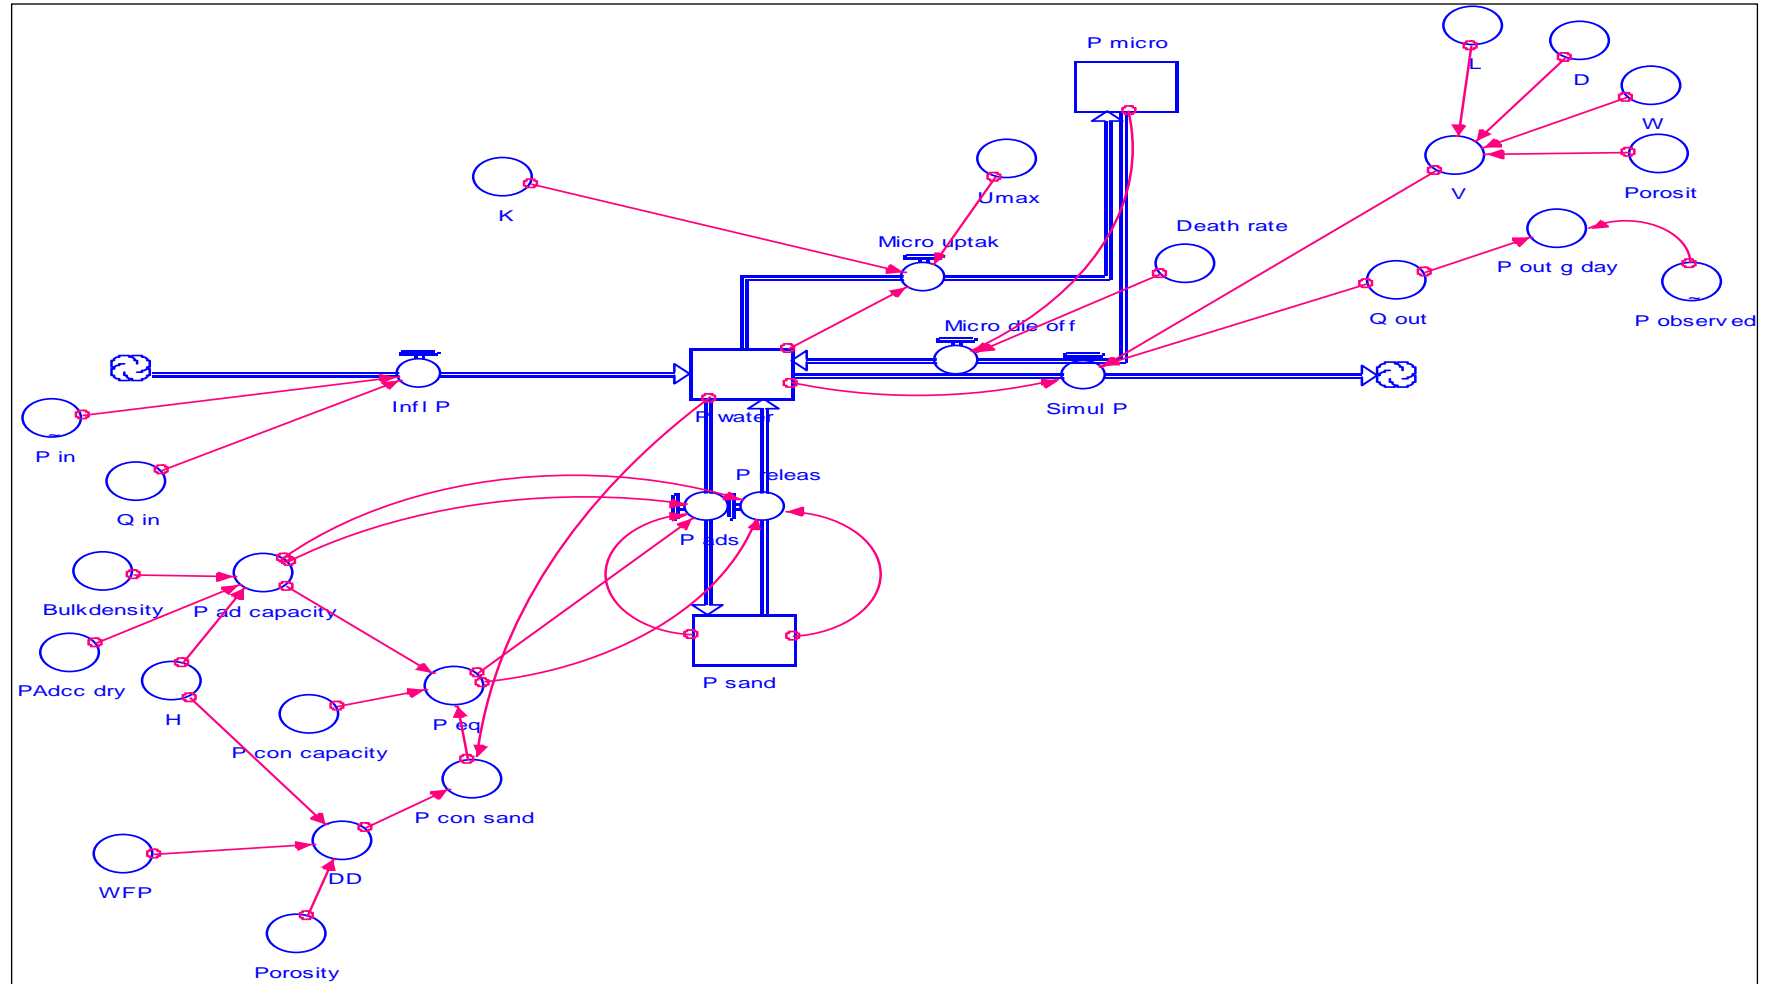 P micro
L
D
W
K
Umax
V
Porosit
Micro uptak
Death rate
P out g day
Q out
P observed
Micro die off
Infl P
P water
Simul P
P in
Q in
P releas
P ads
Bulkdensity
P ad capacity
PAdcc dry
H
P sand
P con capacity
P eq
P con sand
WFP
DD
Porosity